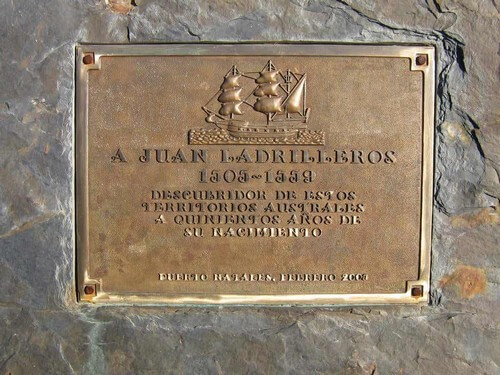 A JUAN LADRILLEROS
1505~1559
DESCUBRIDOR DE ESTOS
TERRITORIOS AUSTRALES
A QUINIENTOS AÑOS DE
SU NACIMIENTO
PUERTO NATALES, FEBRERO 2005